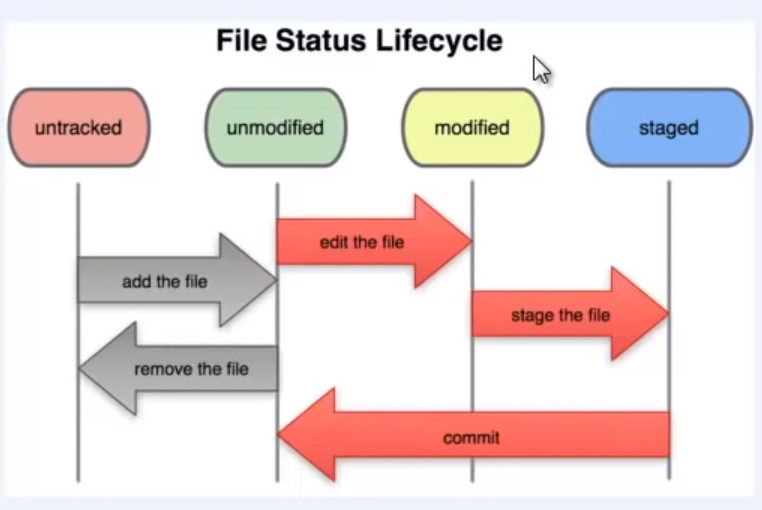 File Status Lifecycle
untracked
unmodified
modified
staged
edit the file
add the file
stage the file
remove the file
commit